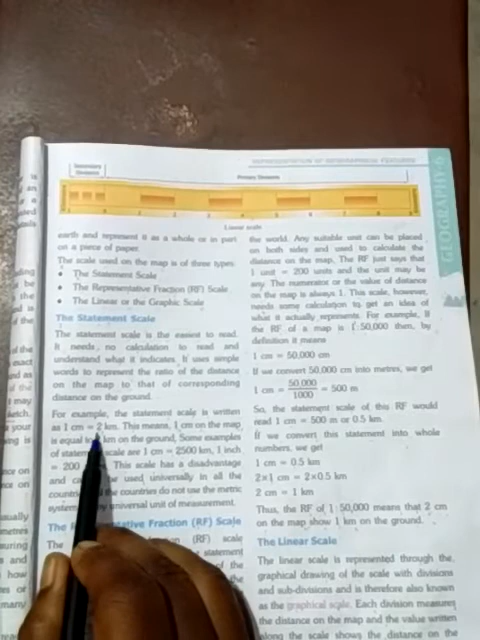 REPRESENTATION OF GEOGRAPHICAL FEATURES
GEOGRAPHY-6
Secondary
Divisions
Primary Divisions
Linear scale
earth and represent it as a whole or in part
on a piece of paper.
The scale used on the map is of three types
• The Statement Scale
• The Representative Fraction (RF) Scale
• The Linear or the Graphic Scale
The Statement Scale
The statement scale is the easiest to read.
It needs no calculation to read and
understand what it indicates. It uses simple
words to represent the ratio of the distance
on the map to that of corresponding
distance on the ground.
For example, the statement scale is written
as 1 cm = 2 km. This means, 1 cm on the map
is equal to km on the ground, Some examples
of statem scale are 1 cm = 2500 km, 1 inch
= 200 This scale has a disadvantage
and ca be used universally in all the
countri the countries do not use the metric
system universal unit of measurement.
The R tative Fraction (RF) Scale
The (RF) scale
statement
of the
the
the world. Any suitable unit can be placed
on both sides and used to calculate the
distance on the map. The RF just says that
1 unit = 200 units and the unit may be
any. The numerator or the value of distance
on the map is always 1. This scale, however,
needs some calculation to get an idea of
what it actually represents. For example, If
the RF of a map is 1:50,000 then, by
definition it means
1 cm = 50,000 cm
If we convert 50,000 cm into metres, we get
1 cm = 50,000/1000 = 500 m
So, the statement scale of this RF would
read 1 cm = 500 m or 0.5 km.
If we convert this statement into whole
numbers, we get
1 cm = 0.5 km
2×1 cm = 2×0.5 km
2 cm = 1 km
Thus, the RF of 1:50,000 means that 2 cm
on the map show 1 km on the ground.
The Linear Scale
The linear scale is represented through the
graphical drawing of the scale with divisions
and sub-divisions and is therefore also known
as the graphical scale. Each division measures
the distance on the map and the value written
along the scale shows the distance on the